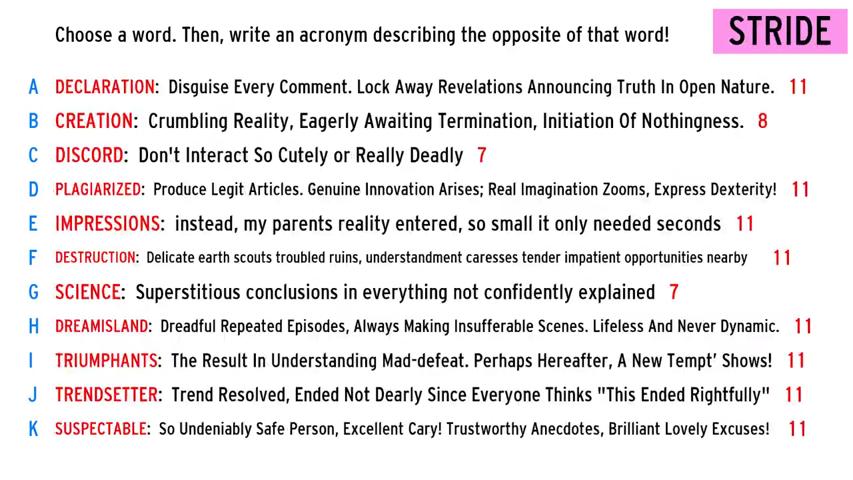 Choose a word. Then, write an acronym describing the opposite of that word!
STRIDE
A DECLARATION: Disguise Every Comment. Lock Away Revelations Announcing Truth In Open Nature. 11
B CREATION: Crumbling Reality, Eagerly Awaiting Termination, Initiation Of Nothingness. 8
C DISCORD: Don't Interact So Cutely or Really Deadly 7
D PLAGIARIZED: Produce Legit Articles. Genuine Innovation Arises; Real Imagination Zooms, Express Dexterity! 11
E IMPRESSIONS: instead, my parents reality entered, so small it only needed seconds 11
F DESTRUCTION: Delicate earth scouts troubled ruins, understandment caresses tender impatient opportunities nearby 11
G SCIENCE: Superstitious conclusions in everything not confidently explained 7
H DREAMISLAND: Dreadful Repeated Episodes, Always Making Insufferable Scenes. Lifeless And Never Dynamic. 11
I TRIUMPHANTS: The Result In Understanding Mad-defeat. Perhaps Hereafter, A New Tempt' Shows! 11
J TRENDSETTER: Trend Resolved, Ended Not Dearly Since Everyone Thinks "This Ended Rightfully" 11
K SUSPECTABLE: So Undeniably Safe Person, Excellent Cary! Trustworthy Anecdotes, Brilliant Lovely Excuses! 11